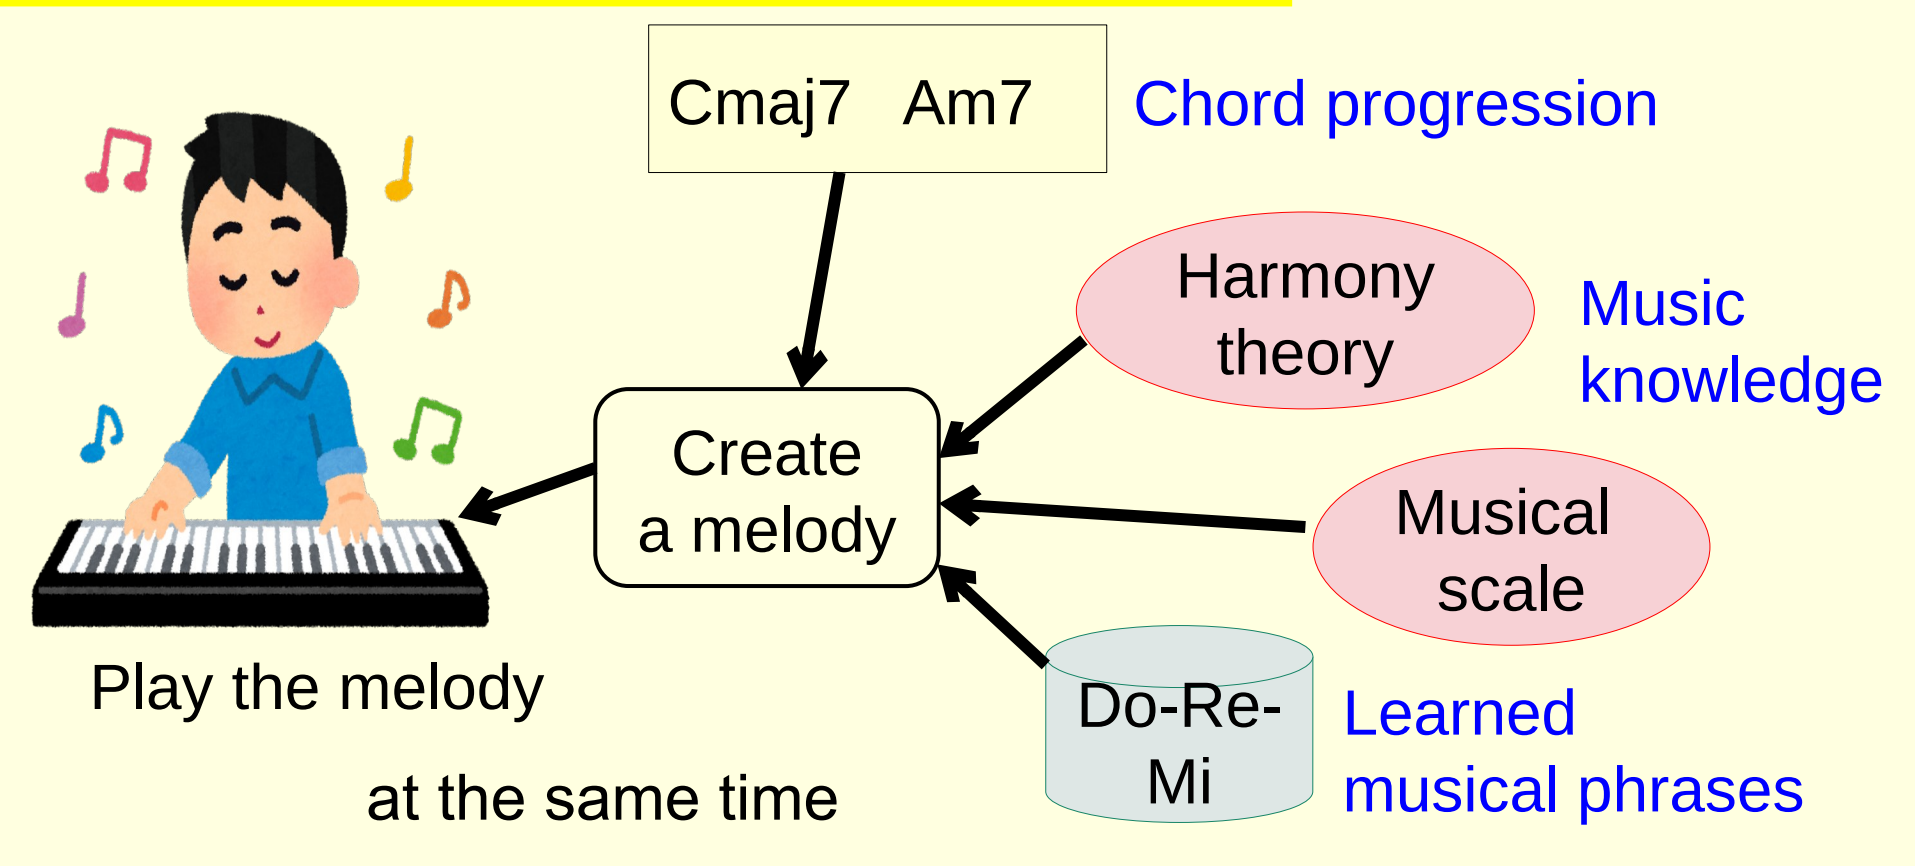 Cmaj7 Am7
Chord progression
Harmony
theory
Music
knowledge
Create
a melody
Musical
scale
Play the melody
at the same time
Do-Re-
Mi
Learned
musical phrases